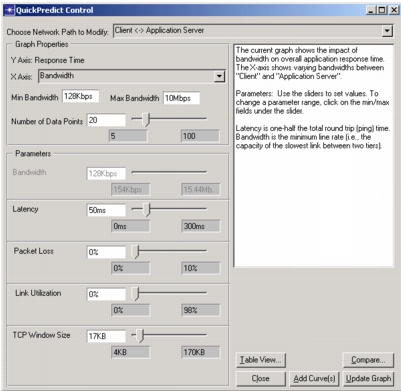 QuickPredict Control
Choose Network Path to Modify: Client <-> Application Server
Graph Properties
Y Axis: Response Time
X Axis: Bandwidth
Min Bandwidth 128Kbps Max Bandwidth 10Mbps
Number of Data Points 20
5 100
Parameters
Bandwidth 128Kbps
154Kbps 15.44Mb...
Latency 50ms
0ms 300ms
Packet Loss 0%
0% 10%
Link Utilization 0%
0% 98%
TCP Window Size 17KB
4KB 170KB
The current graph shows the impact of
bandwidth on overall application response time.
The X-axis shows varying bandwidths between
"Client" and "Application Server".
Parameters: Use the sliders to set values. To
change a parameter range, click on the min/max
fields under the slider.
Latency is one-half the total round trip (ping) time.
Bandwidth is the minimum line rate (i.e., the
capacity of the slowest link between two tiers).
Table View... Compare...
Close Add Curve(s) Update Graph